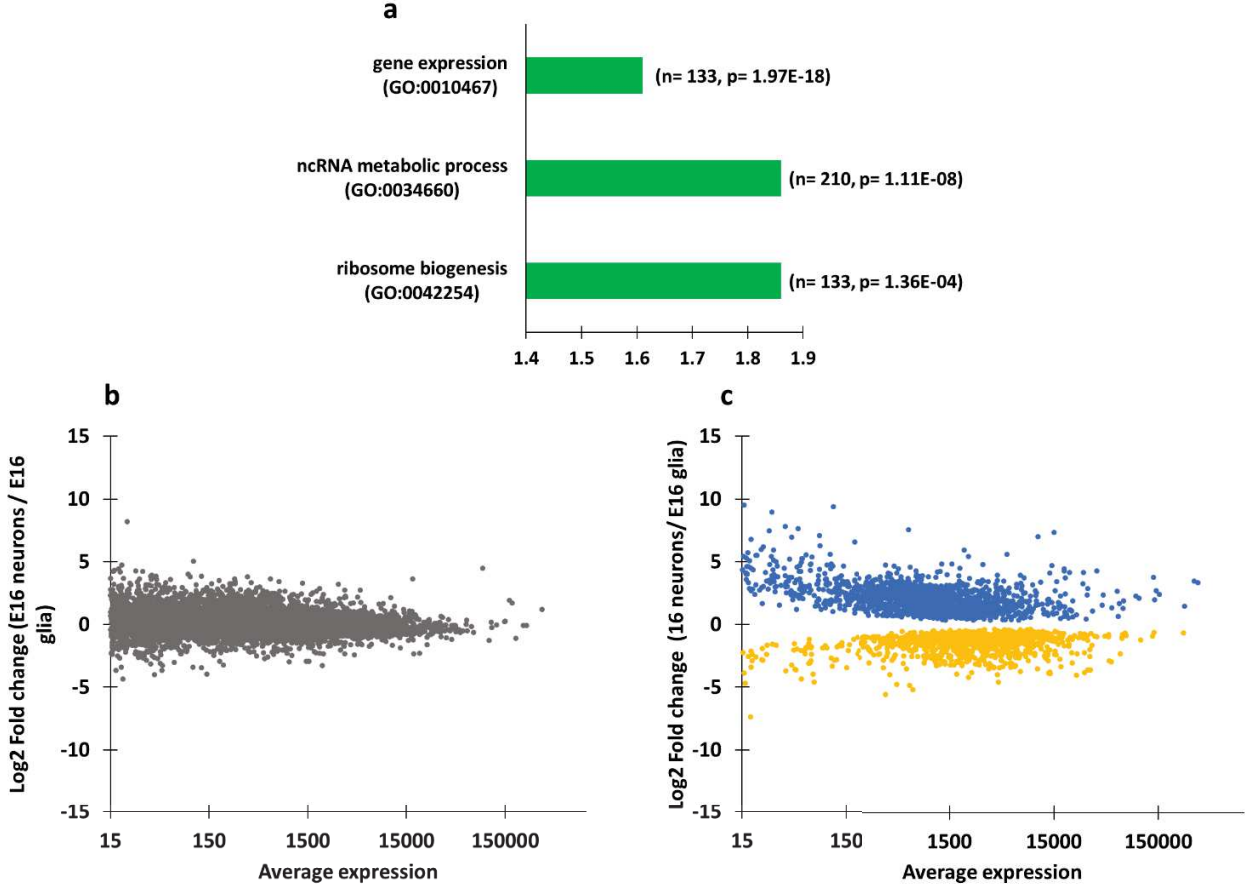 a
gene expression
(GO:0010467)
(n= 133, p= 1.97E-18)
ncRNA metabolic process
(GO:0034660)
(n= 210, p= 1.11E-08)
ribosome biogenesis
(GO:0042254)
(n= 133, p= 1.36E-04)
1.4 1.5 1.6 1.7 1.8 1.9
b
Log2 Fold change (E16 neurons / E16
glia)
15
10
5
0
-5
-10
-15
15 150 1500 15000 150000
Average expression
c
Log2 Fold change (16 neurons/ E16 glia)
15
10
5
0
-5
-10
-15
15 150 1500 15000 150000
Average expression